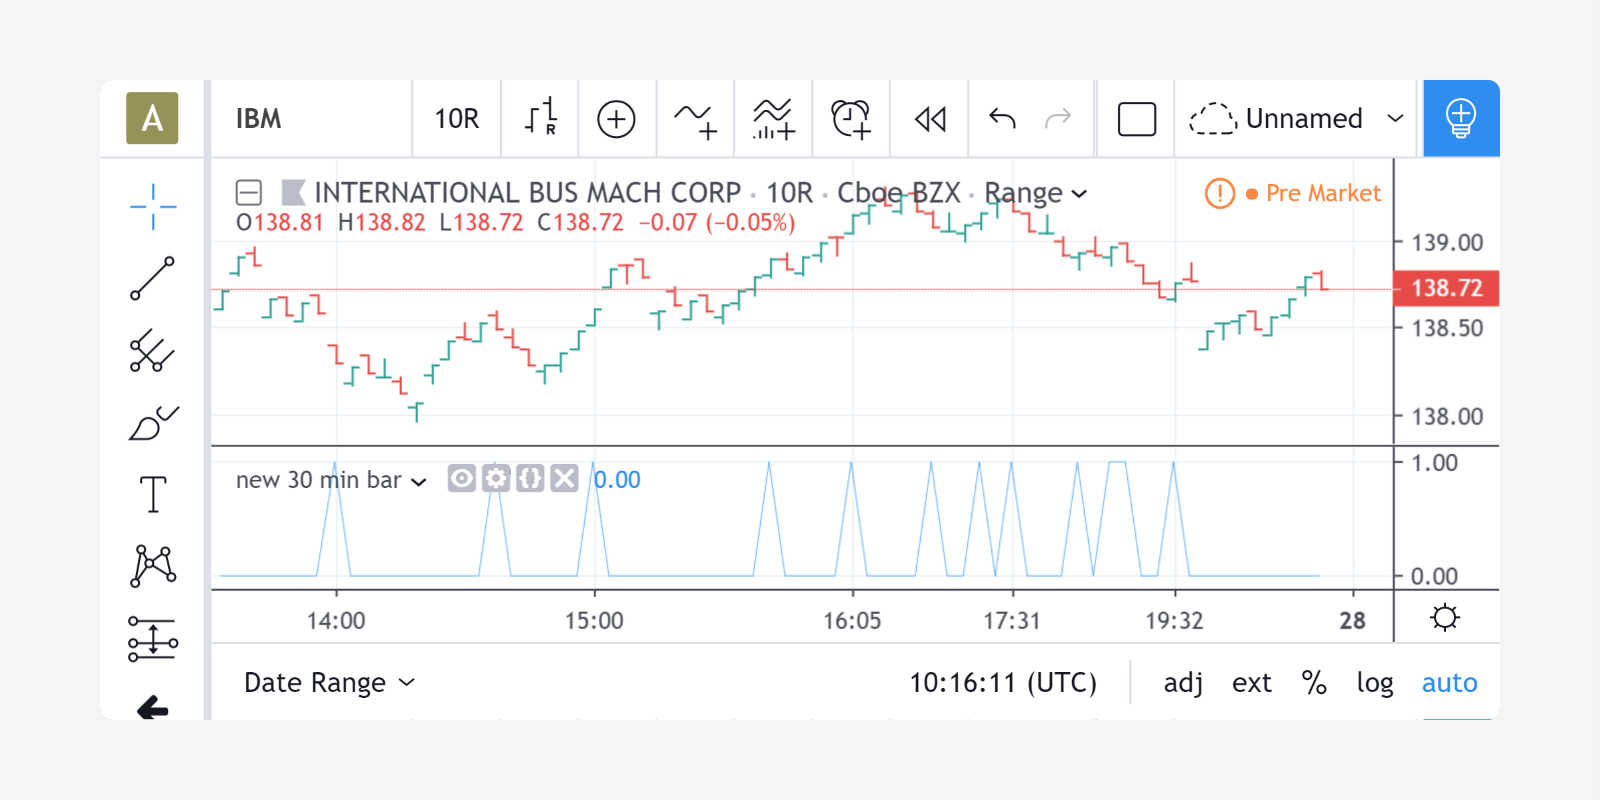 A IBM 10R Unnamed
INTERNATIONAL BUS MACH CORP · 10R · Cboe BZX · Range Pre Market
O138.81 H138.82 L138.72 C138.72 −0.07 (−0.05%)
139.00
138.72
138.50
138.00
new 30 min bar 0.00
1.00
0.00
14:00 15:00 16:05 17:31 19:32 28
Date Range 10:16:11 (UTC) adj ext % log auto